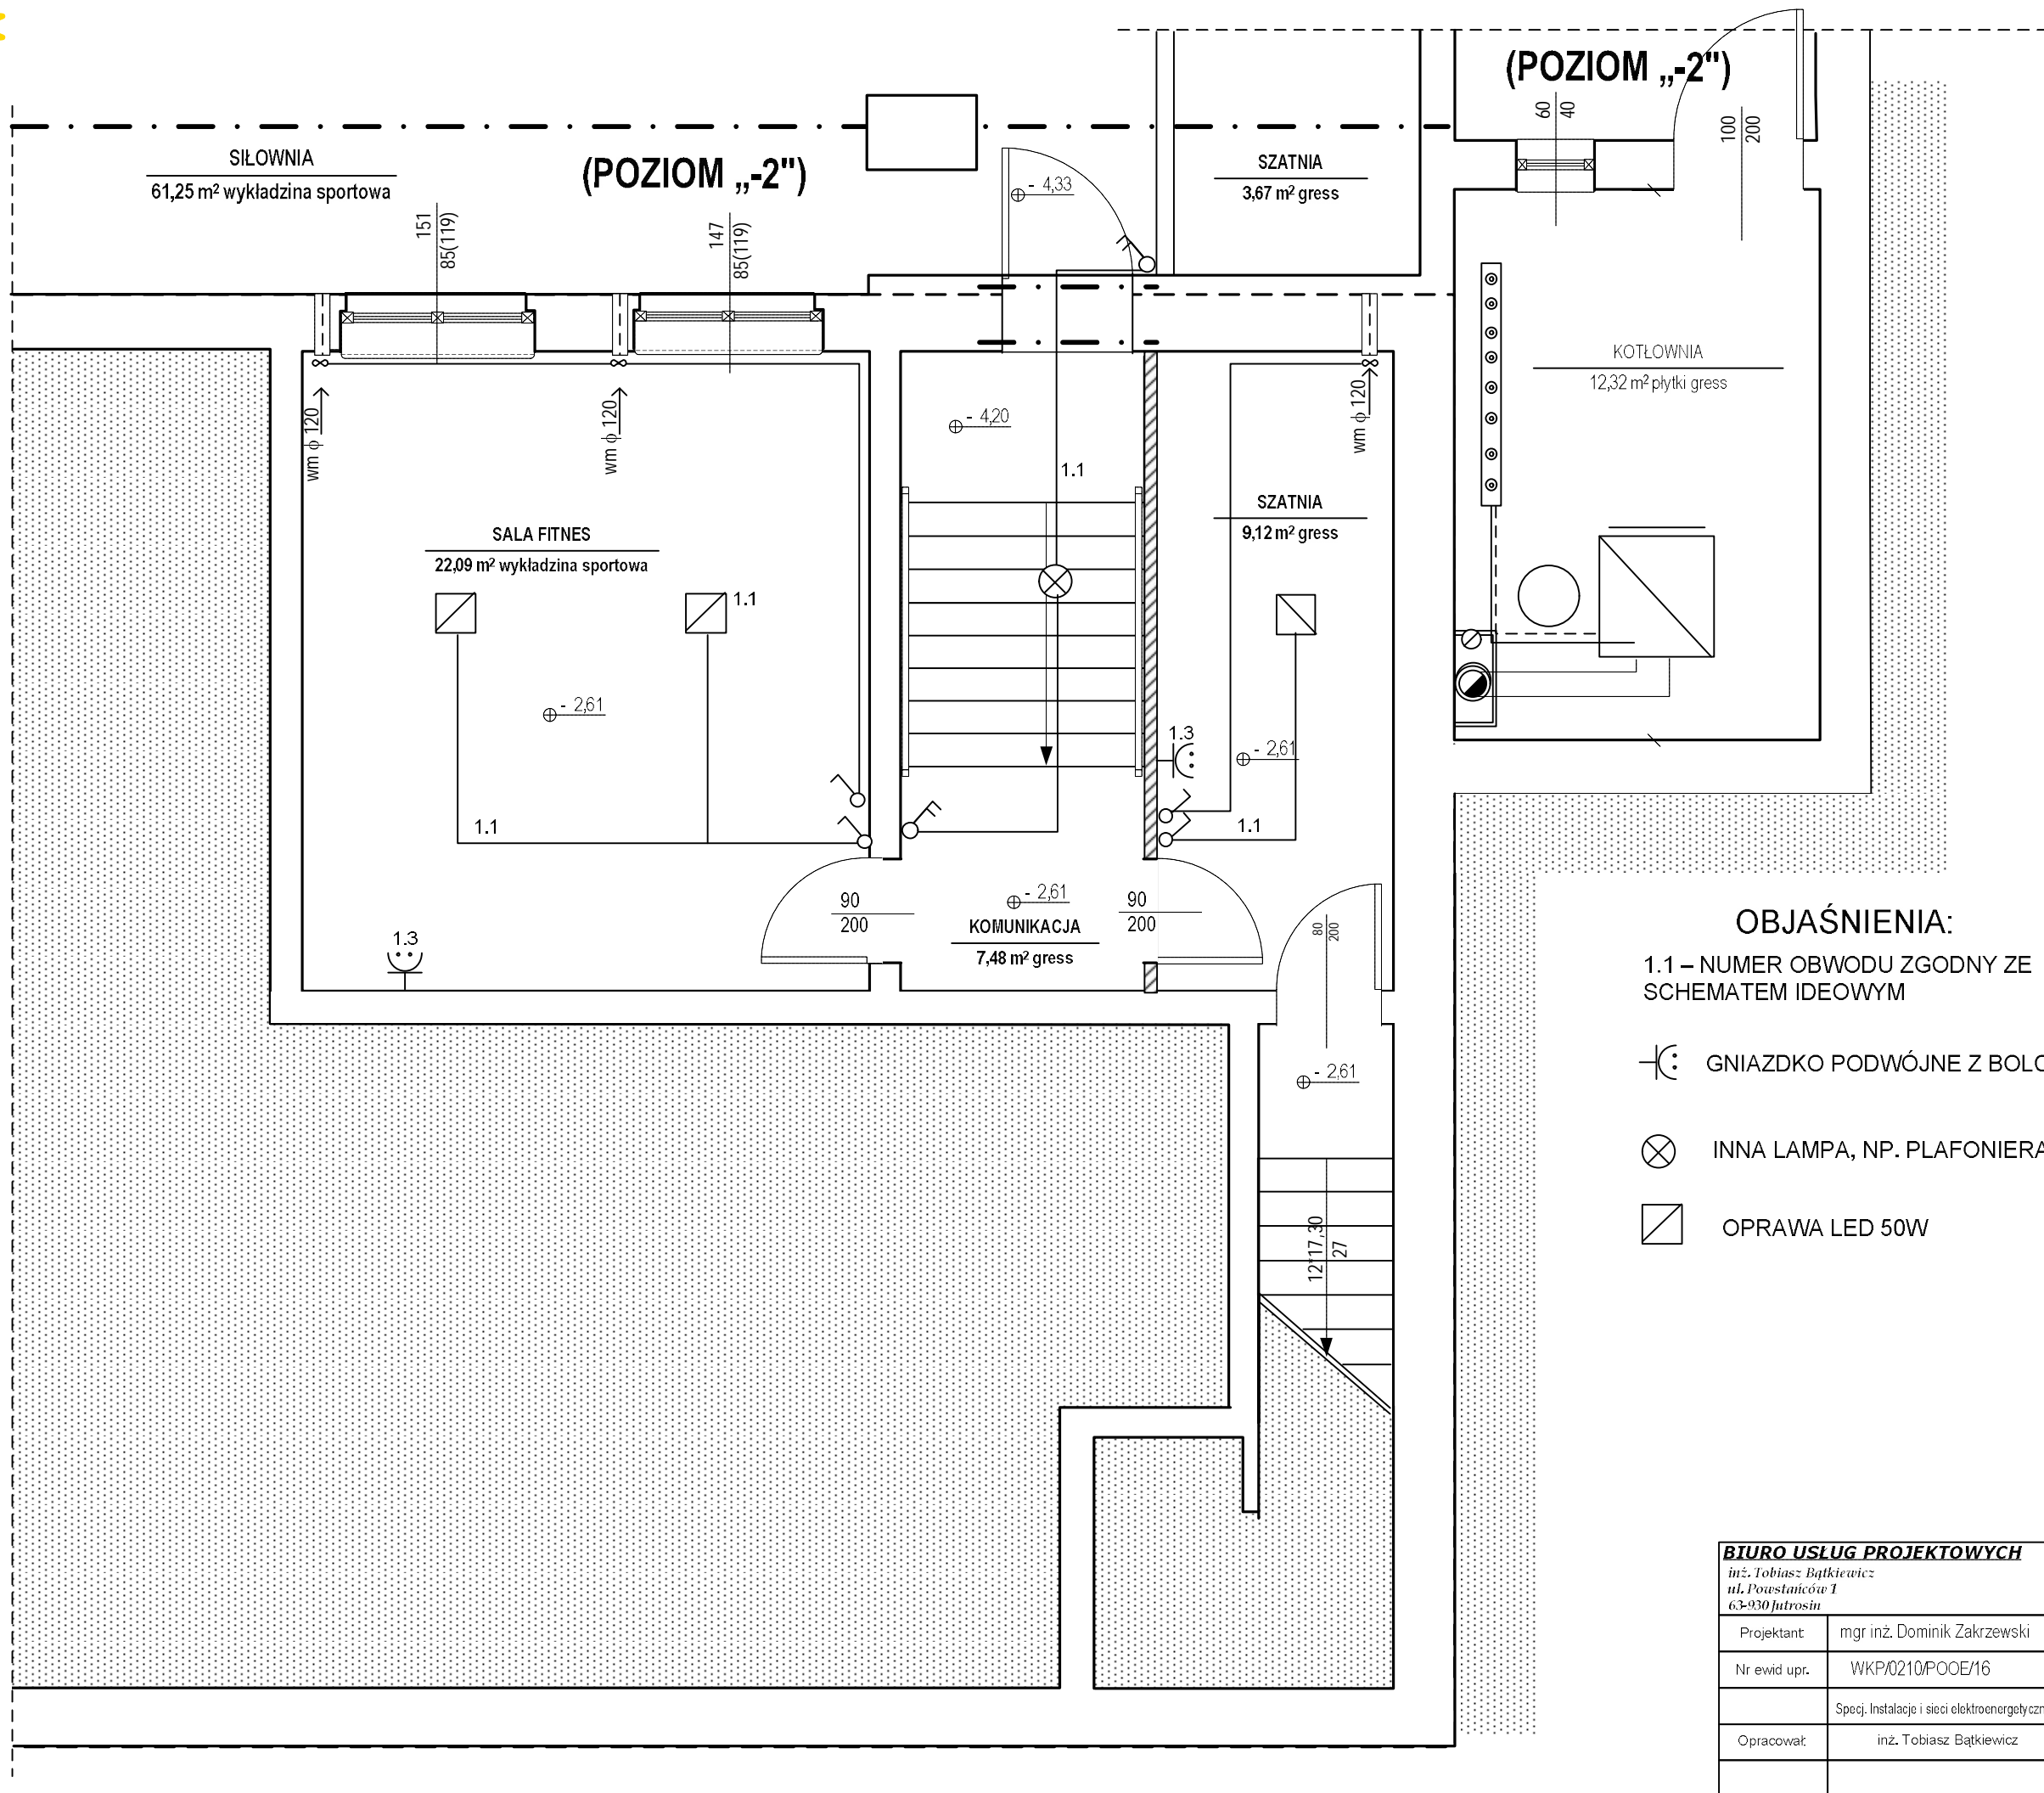 (POZIOM „-2")
60
40
100
200
SIŁOWNIA
61,25 m² wykładzina sportowa
(POZIOM „-2")
SZATNIA
3,67 m² gress
- 4,33
151
85(119)
147
85(119)
KOTŁOWNIA
12,32 m² płytki gress
wm ϕ 120
wm ϕ 120
wm ϕ 120
- 4,20
1.1
SZATNIA
9,12 m² gress
SALA FITNES
22,09 m² wykładzina sportowa
1.1
- 2,61
1.3
- 2,61
1.1
1.1
90
200
- 2,61
KOMUNIKACJA
7,48 m² gress
90
200
80
200
1.3
- 2,61
12*17,30
27
OBJAŚNIENIA:
1.1 – NUMER OBWODU ZGODNY ZE
SCHEMATEM IDEOWYM
GNIAZDKO PODWÓJNE Z
INNA LAMPA, NP. PLAFONIERA
OPRAWA LED 50W
BIURO USŁUG PROJEKTOWYCH
inż. Tobiasz Bątkiewicz
ul. Powstańców 1
63-930 Jutrosin
Projektant: mgr inż. Dominik Zakrzewski
Nr ewid upr. WKP/0210/POOE/16
Specj. Instalacje i sieci
Opracował: inż. Tobiasz Bątkiewicz